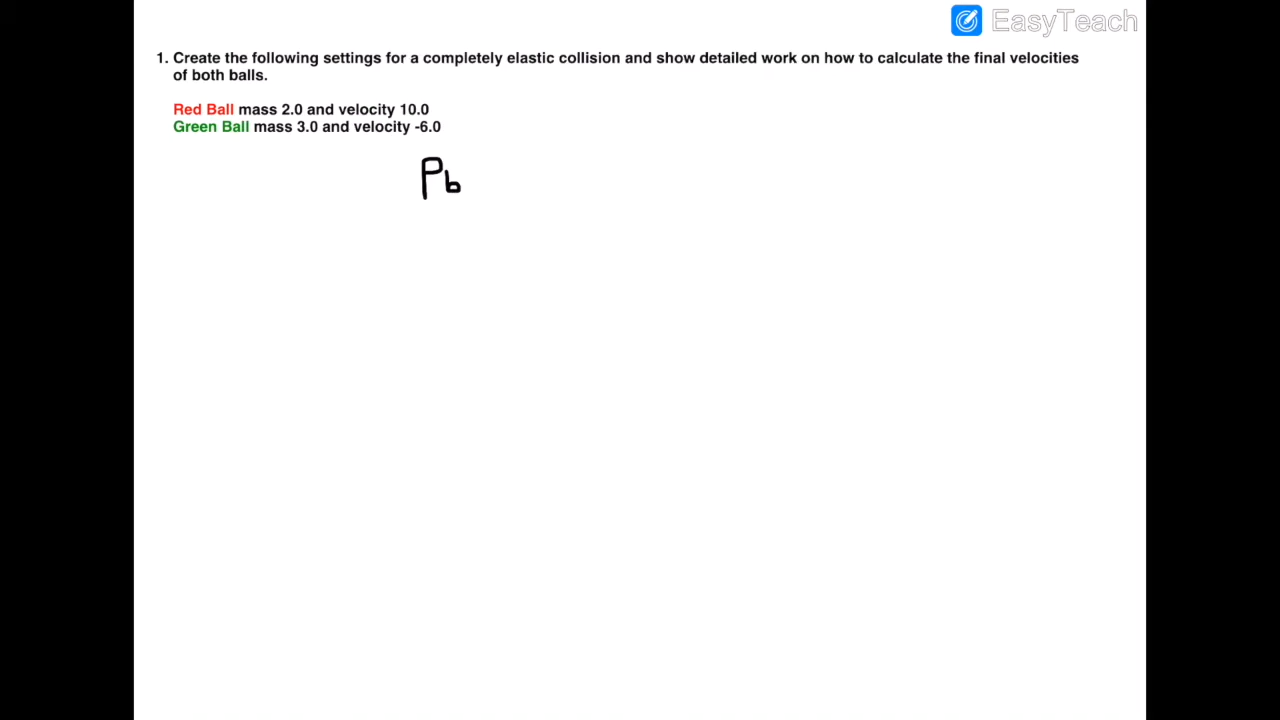 EasyTeach
1. Create the following settings for a completely elastic collision and show detailed work on how to calculate the final velocities
of both balls.
Red Ball mass 2.0 and velocity 10.0
Green Ball mass 3.0 and velocity -6.0
Pb